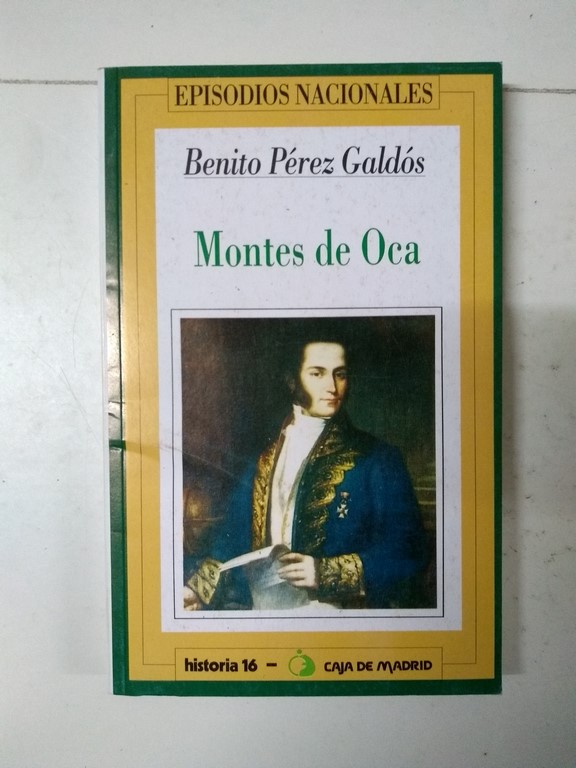 EPISODIOS NACIONALES
Benito Pérez Galdós
Montes de Oca
historia 16 – CAJA DE MADRID